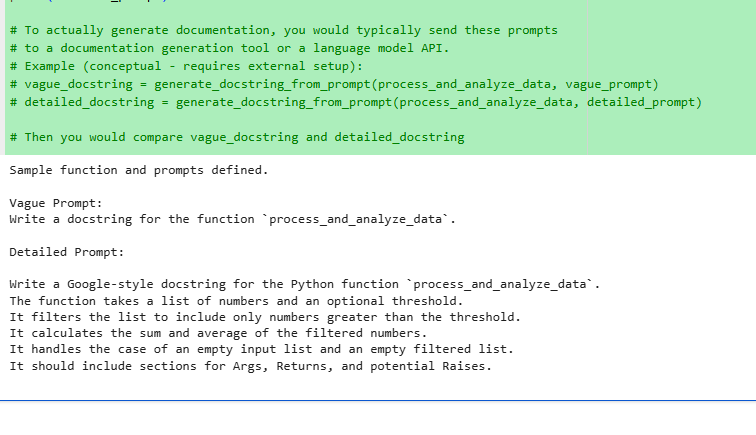 # To actually generate documentation, you would typically send these prompts
# to a documentation generation tool or a language model API.
# Example (conceptual - requires external setup):
# vague_docstring = generate_docstring_from_prompt(process_and_analyze_data, vague_prompt)
# detailed_docstring = generate_docstring_from_prompt(process_and_analyze_data, detailed_prompt)
# Then you would compare vague_docstring and detailed_docstring
Sample function and prompts defined.
Vague Prompt:
Write a docstring for the function `process_and_analyze_data`.
Detailed Prompt:
Write a Google-style docstring for the Python function `process_and_analyze_data`.
The function takes a list of numbers and an optional threshold.
It filters the list to include only numbers greater than the threshold.
It calculates the sum and average of the filtered numbers.
It handles the case of an empty input list and an empty filtered list.
It should include sections for Args, Returns, and potential Raises.